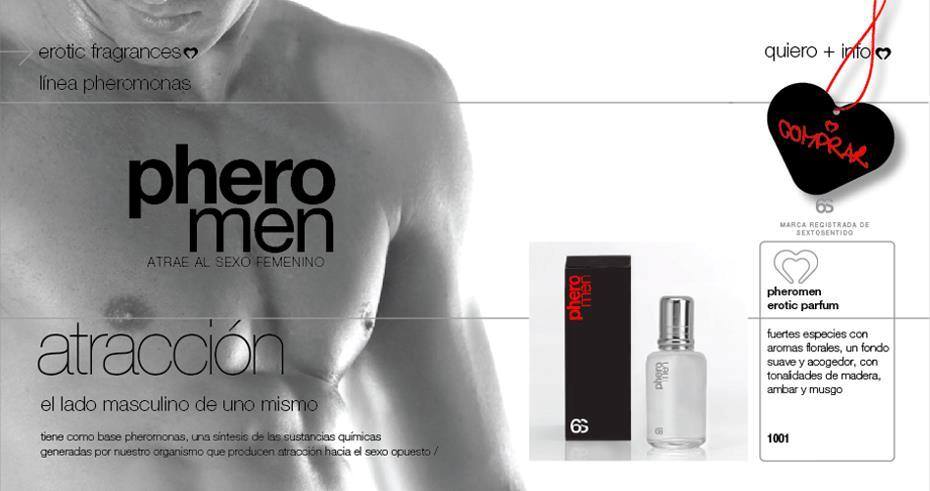 erotic fragrances
línea pheromonas
quiero + info
COMPRAR
phero
men
ATRAE AL SEXO FEMENINO
6S
MARCA REGISTRADA DE
SEXTOSENTIDO
atracción
el lado masculino de uno mismo
tiene como base pheromonas, una síntesis de las sustancias químicas
generadas por nuestro organismo que producen atracción hacia el sexo opuesto /
phero
men
6S
phero
men
6S
pheromen
erotic parfum
fuertes especies con
aromas florales, un fondo
suave y acogedor, con
tonalidades de madera,
ambar y musgo
1001